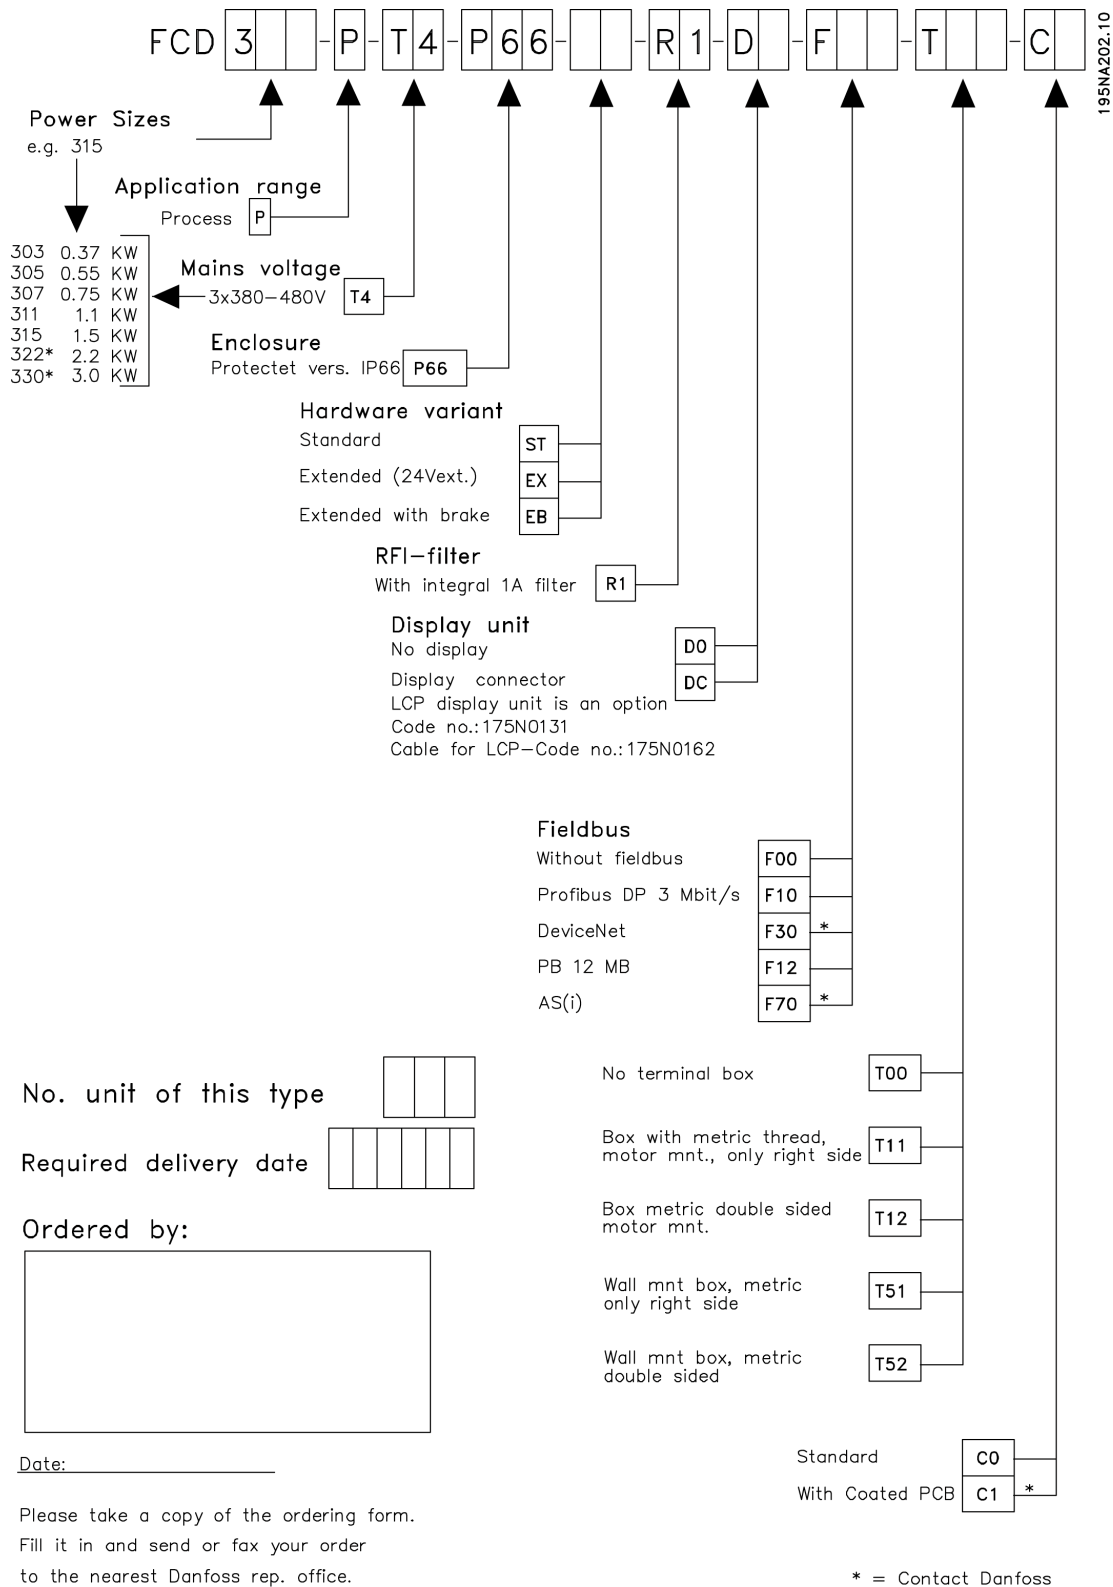 FCD 3 - P - T 4 - P 6 6 - - R 1 - D - F - T - C
195NA202.10
Power Sizes
e.g. 315
Application range
Process P
303 0.37 KW
305 0.55 KW
307 0.75 KW
311 1.1 KW
315 1.5 KW
322* 2.2 KW
330* 3.0 KW
Mains voltage
3x380-480V T4
Enclosure
Protectet vers. IP66 P66
Hardware variant
Standard ST
Extended (24Vext.) EX
Extended with brake EB
RFI-filter
With integral 1A filter R1
Display unit
No display D0
Display connector DC
LCP display unit is an option
Code no.:175N0131
Cable for LCP-Code no.:175N0162
Fieldbus
Without fieldbus F00
Profibus DP 3 Mbit/s F10
DeviceNet F30 *
PB 12 MB F12
AS(i) F70 *
No terminal box T00
Box with metric thread,
motor mnt., only right side T11
Box metric double sided
motor mnt. T12
Wall mnt box, metric
only right side T51
Wall mnt box, metric
double sided T52
Standard C0
With Coated PCB C1 *
No. unit of this type
Required delivery date
Ordered by:
Date:
Please take a copy of the ordering form.
Fill it in and send or fax your order
to the nearest Danfoss rep. office.
* = Contact Danfoss